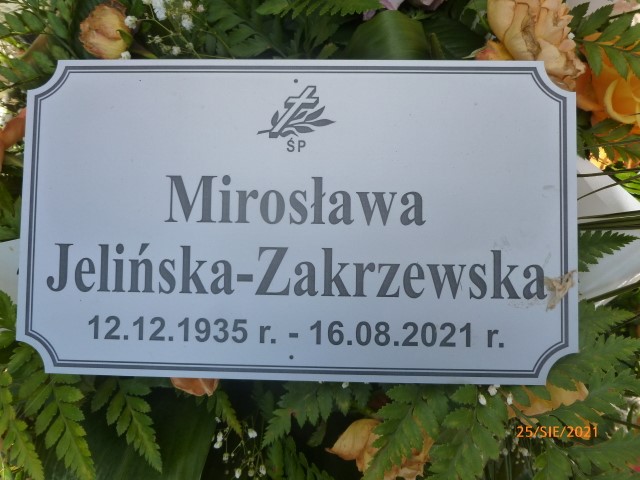 ŚP
Mirosława
Jelińska-Zakrzewska
12.12.1935 r. - 16.08.2021 r.
25/SIE/2021